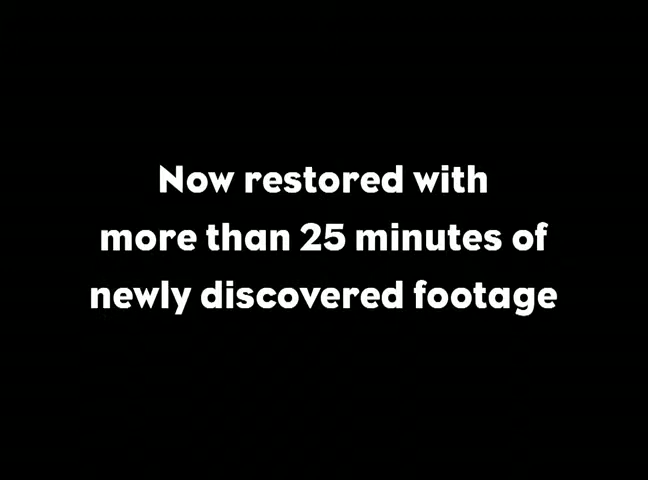 Now restored with
more than 25 minutes of
newly discovered footage